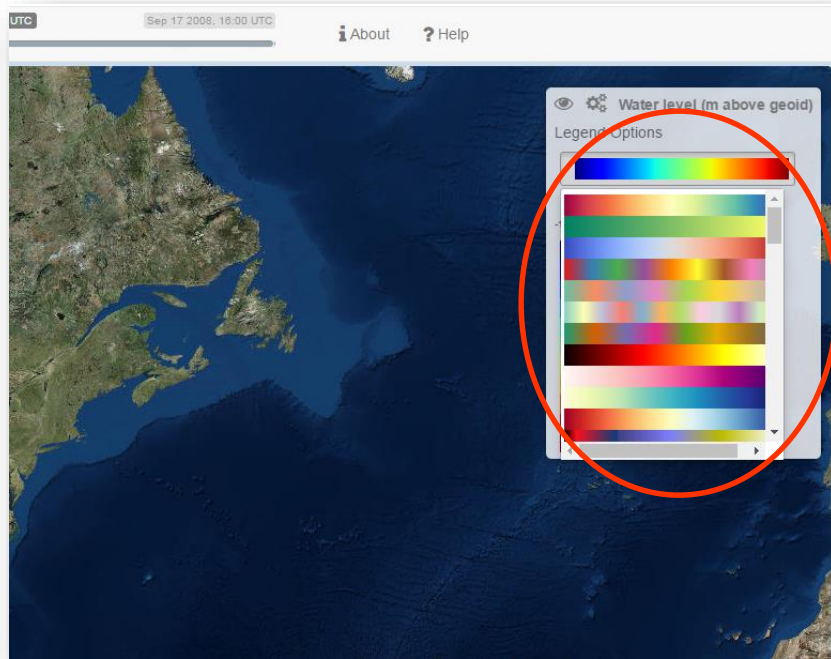 UTC
Sep 17 2008, 16:00 UTC
About
Help
Water level (m above geoid)
Legend Options